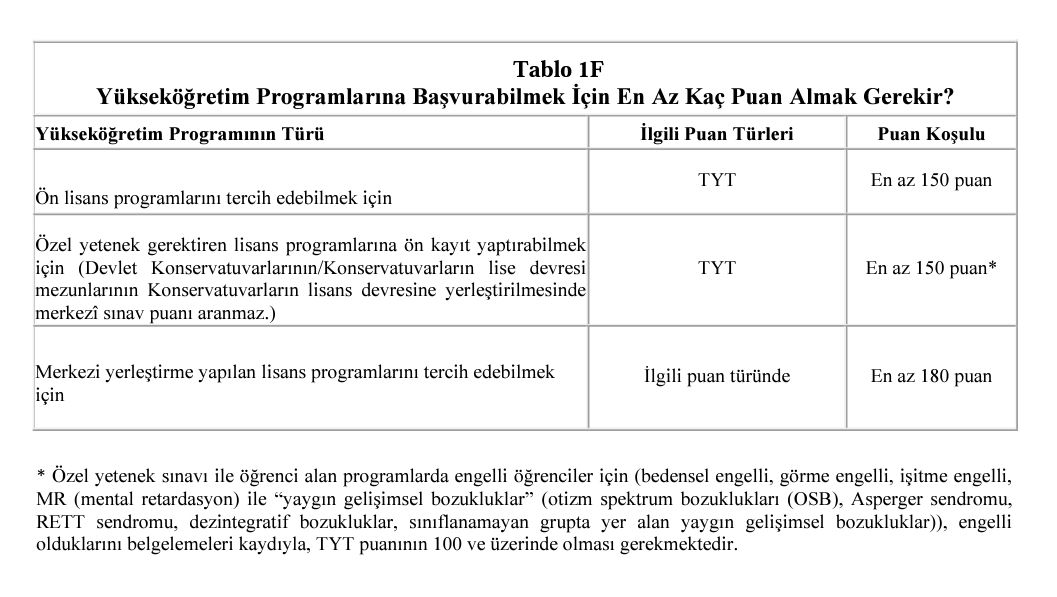 Tablo 1F
Yükseköğretim Programlarına Başvurabilmek İçin En Az Kaç Puan Almak Gerekir?
Yükseköğretim Programının Türü
İlgili Puan Türleri
Puan Koşulu
Ön lisans programlarını tercih edebilmek için
TYT
En az 150 puan
Özel yetenek gerektiren lisans programlarına ön kayıt yaptırabilmek
için (Devlet Konservatuvarlarının/Konservatuvarların lise devresi
mezunlarının Konservatuvarların lisans devresine yerleştirilmesinde
merkezî sınav puanı aranmaz.)
TYT
En az 150 puan*
Merkezi yerleştirme yapılan lisans programlarını tercih edebilmek
için
İlgili puan türünde
En az 180 puan
* Özel yetenek sınavı ile öğrenci alan programlarda engelli öğrenciler için (bedensel engelli, görme engelli, işitme engelli,
MR (mental retardasyon) ile “yaygın gelişimsel bozukluklar” (otizm spektrum bozuklukları (OSB), Asperger sendromu,
RETT sendromu, dezintegratif bozukluklar, sınıflanamayan grupta yer alan yaygın gelişimsel bozukluklar)), engelli
olduklarını belgelemeleri kaydıyla, TYT puanının 100 ve üzerinde olması gerekmektedir.